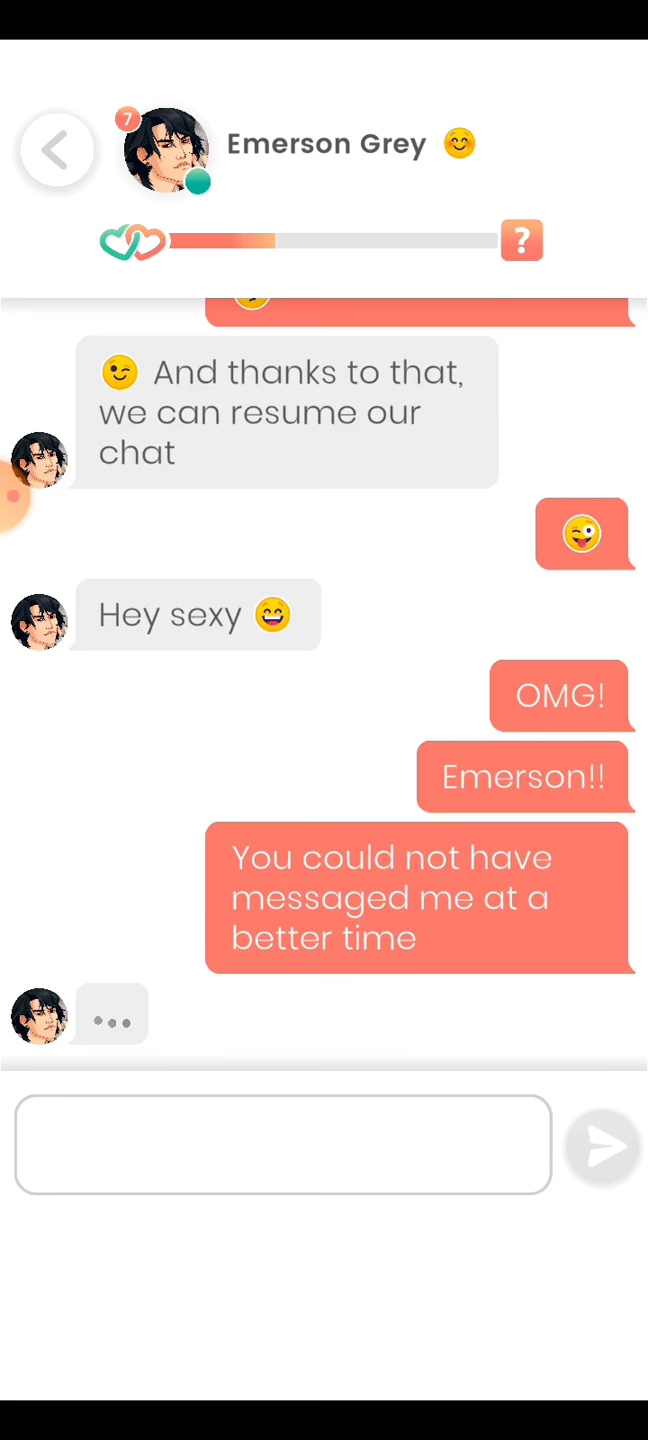 7
Emerson Grey 😊
?
😉 And thanks to that,
we can resume our
chat
😜
Hey sexy 😄
OMG!
Emerson!!
You could not have
messaged me at a
better time
...